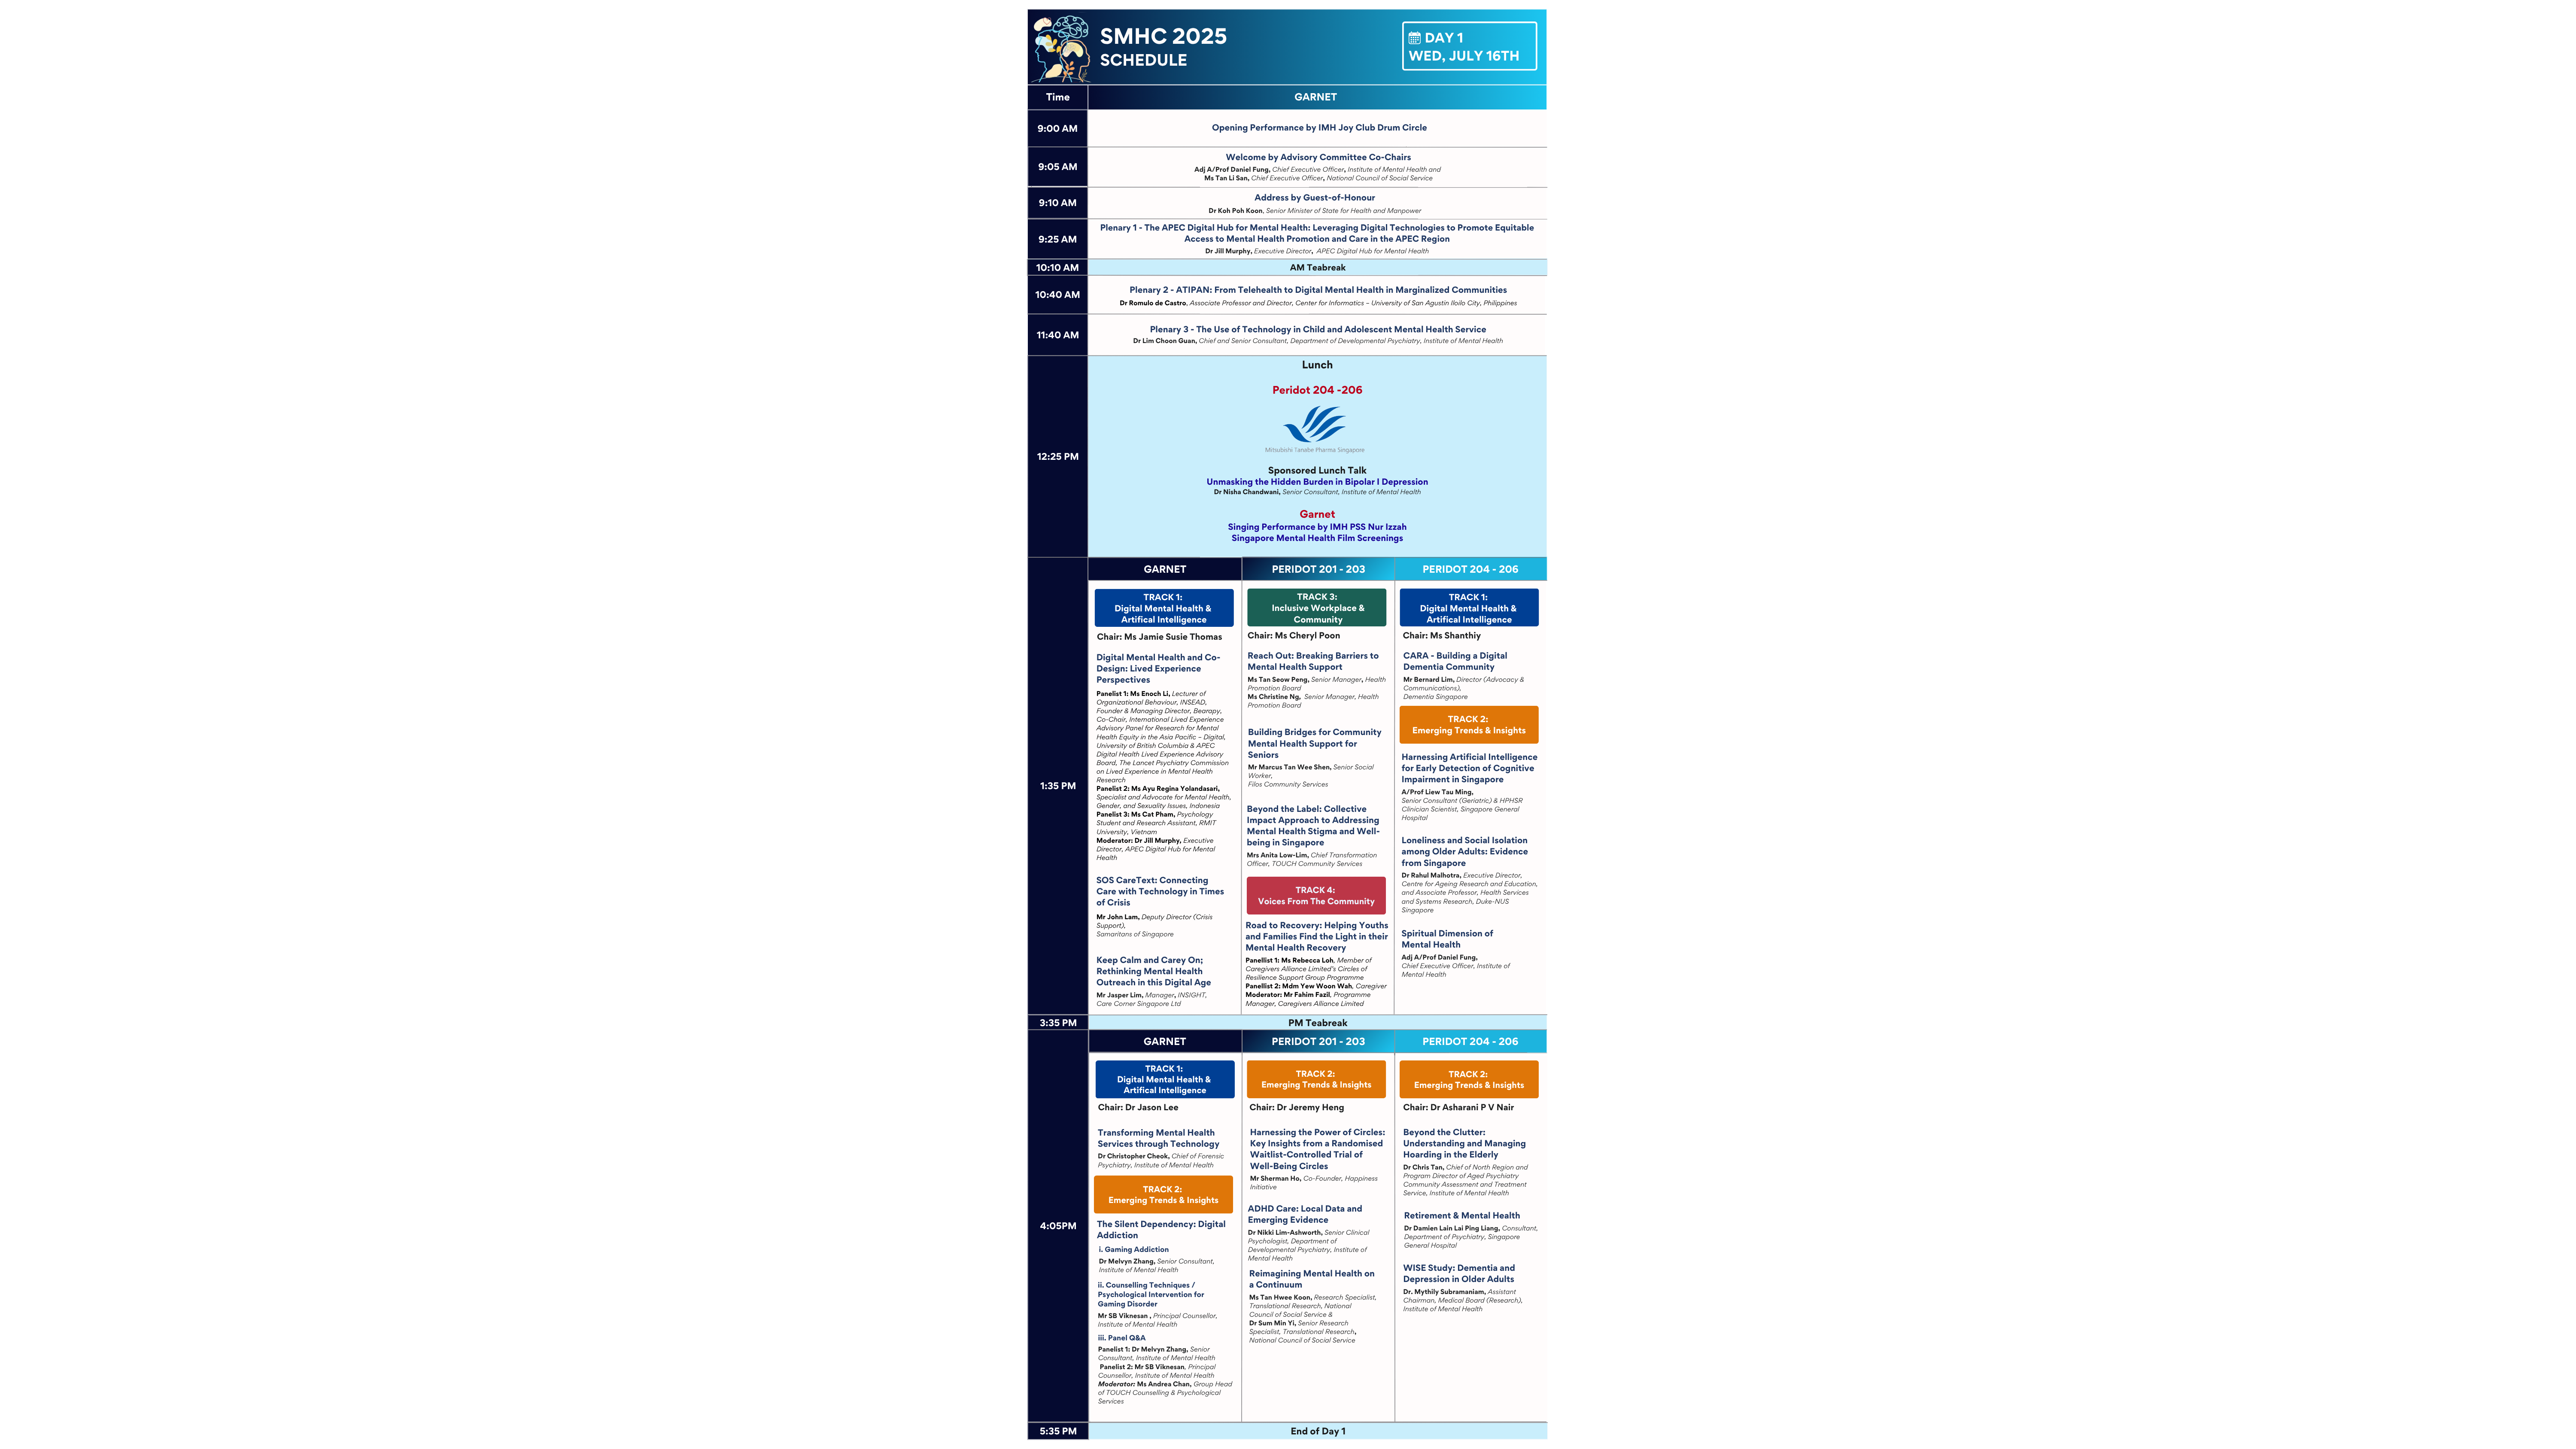 SMHC 2025
SCHEDULE
DAY 1
WED, JULY 16TH
Time
GARNET
9:00 AM
Opening Performance by IMH Joy Club Drum Circle
9:05 AM
Welcome by Advisory Committee Co-Chairs
Adj A/Prof Daniel Fung, Chief Executive Officer, Institute of Mental Health and
Ms Tan Li San, Chief Executive Officer, National Council of Social Service
9:10 AM
Address by Guest-of-Honour
Dr Koh Poh Koon, Senior Minister of State for Health and Manpower
9:25 AM
Plenary 1 - The APEC Digital Hub for Mental Health: Leveraging Digital Technologies to Promote Equitable
Access to Mental Health Promotion and Care in the APEC Region
Dr Jill Murphy, Executive Director, APEC Digital Hub for Mental Health
10:10 AM
AM Teabreak
10:40 AM
Plenary 2 - ATIPAN: From Telehealth to Digital Mental Health in Marginalized Communities
Dr Romulo de Castro, Associate Professor and Director, Center for Informatics – University of San Agustin Iloilo City, Philippines
11:40 AM
Plenary 3 - The Use of Technology in Child and Adolescent Mental Health Service
Dr Lim Choon Guan, Chief and Senior Consultant, Department of Developmental Psychiatry, Institute of Mental Health
12:25 PM
Lunch
Peridot 204 -206
Mitsubishi Tanabe Pharma Singapore
Sponsored Lunch Talk
Unmasking the Hidden Burden in Bipolar I Depression
Dr Nisha Chandwani, Senior Consultant, Institute of Mental Health
Garnet
Singing Performance by IMH PSS Nur Izzah
Singapore Mental Health Film Screenings
1:35 PM
GARNET
TRACK 1:
Digital Mental Health &
Artifical Intelligence
Chair: Ms Jamie Susie Thomas
Digital Mental Health and Co-
Design: Lived Experience
Perspectives
Panelist 1: Ms Enoch Li, Lecturer of
Organizational Behaviour, INSEAD,
Founder & Managing Director, Bearapy,
Co-Chair, International Lived Experience
Advisory Panel for Research for Mental
Health Equity in the Asia Pacific – Digital,
University of British Columbia & APEC
Digital Health Lived Experience Advisory
Board, The Lancet Psychiatry Commission
on Lived Experience in Mental Health
Research
Panelist 2: Ms Ayu Regina Yolandasari,
Specialist and Advocate for Mental Health,
Gender, and Sexuality Issues, Indonesia
Panelist 3: Ms Cat Pham, Psychology
Student and Research Assistant, RMIT
University, Vietnam
Moderator: Dr Jill Murphy, Executive
Director, APEC Digital Hub for Mental
Health
SOS CareText: Connecting
Care with Technology in Times
of Crisis
Mr John Lam, Deputy Director (Crisis
Support),
Samaritans of Singapore
Keep Calm and Carey On;
Rethinking Mental Health
Outreach in this Digital Age
Mr Jasper Lim, Manager, INSIGHT,
Care Corner Singapore Ltd
PERIDOT 201 - 203
TRACK 3:
Inclusive Workplace &
Community
Chair: Ms Cheryl Poon
Reach Out: Breaking Barriers to
Mental Health Support
Ms Tan Seow Peng, Senior Manager, Health
Promotion Board
Ms Christine Ng, Senior Manager, Health
Promotion Board
Building Bridges for Community
Mental Health Support for
Seniors
Mr Marcus Tan Wee Shen, Senior Social
Worker,
Filos Community Services
Beyond the Label: Collective
Impact Approach to Addressing
Mental Health Stigma and Well-
being in Singapore
Mrs Anita Low-Lim, Chief Transformation
Officer, TOUCH Community Services
TRACK 4:
Voices From The Community
Road to Recovery: Helping Youths
and Families Find the Light in their
Mental Health Recovery
Panellist 1: Ms Rebecca Loh, Member of
Caregivers Alliance Limited's Circles of
Resilience Support Group Programme
Panellist 2: Mdm Yew Woon Wah, Caregiver
Moderator: Mr Fahim Fazil, Programme
Manager, Caregivers Alliance Limited
PERIDOT 204 - 206
TRACK 1:
Digital Mental Health &
Artifical Intelligence
Chair: Ms Shanthiy
CARA - Building a Digital
Dementia Community
Mr Bernard Lim, Director (Advocacy &
Communications),
Dementia Singapore
TRACK 2:
Emerging Trends & Insights
Harnessing Artificial Intelligence
for Early Detection of Cognitive
Impairment in Singapore
A/Prof Liew Tau Ming,
Senior Consultant (Geriatric) & HPHSR
Clinician Scientist, Singapore General
Hospital
Loneliness and Social Isolation
among Older Adults: Evidence
from Singapore
Dr Rahul Malhotra, Executive Director,
Centre for Ageing Research and Education,
and Associate Professor, Health Services
and Systems Research, Duke-NUS
Singapore
Spiritual Dimension of
Mental Health
Adj A/Prof Daniel Fung,
Chief Executive Officer, Institute of
Mental Health
3:35 PM
PM Teabreak
4:05PM
GARNET
TRACK 1:
Digital Mental Health &
Artifical Intelligence
Chair: Dr Jason Lee
Transforming Mental Health
Services through Technology
Dr Christopher Cheok, Chief of Forensic
Psychiatry, Institute of Mental Health
TRACK 2:
Emerging Trends & Insights
The Silent Dependency: Digital
Addiction
i. Gaming Addiction
Dr Melvyn Zhang, Senior Consultant,
Institute of Mental Health
ii. Counselling Techniques /
Psychological Intervention for
Gaming Disorder
Mr SB Viknesan , Principal Counsellor,
Institute of Mental Health
iii. Panel Q&A
Panelist 1: Dr Melvyn Zhang, Senior
Consultant, Institute of Mental Health
Panelist 2: Mr SB Viknesan, Principal
Counsellor, Institute of Mental Health
Moderator: Ms Andrea Chan, Group Head
of TOUCH Counselling & Psychological
Services
PERIDOT 201 - 203
TRACK 2:
Emerging Trends & Insights
Chair: Dr Jeremy Heng
Harnessing the Power of Circles:
Key Insights from a Randomised
Waitlist-Controlled Trial of
Well-Being Circles
Mr Sherman Ho, Co-Founder, Happiness
Initiative
ADHD Care: Local Data and
Emerging Evidence
Dr Nikki Lim-Ashworth, Senior Clinical
Psychologist, Department of
Developmental Psychiatry, Institute of
Mental Health
Reimagining Mental Health on
a Continuum
Ms Tan Hwee Koon, Research Specialist,
Translational Research, National
Council of Social Service &
Dr Sum Min Yi, Senior Research
Specialist, Translational Research,
National Council of Social Service
PERIDOT 204 - 206
TRACK 2:
Emerging Trends & Insights
Chair: Dr Asharani P V Nair
Beyond the Clutter:
Understanding and Managing
Hoarding in the Elderly
Dr Chris Tan, Chief of North Region and
Program Director of Aged Psychiatry
Community Assessment and Treatment
Service, Institute of Mental Health
Retirement & Mental Health
Dr Damien Lain Lai Ping Liang, Consultant,
Department of Psychiatry, Singapore
General Hospital
WISE Study: Dementia and
Depression in Older Adults
Dr. Mythily Subramaniam, Assistant
Chairman, Medical Board (Research),
Institute of Mental Health
5:35 PM
End of Day 1